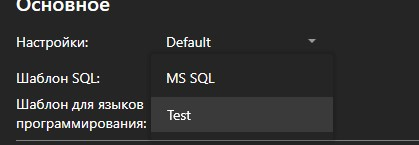 Основное
Настройки: Default
Шаблон SQL: MS SQL
Шаблон для языков
программирования: Test